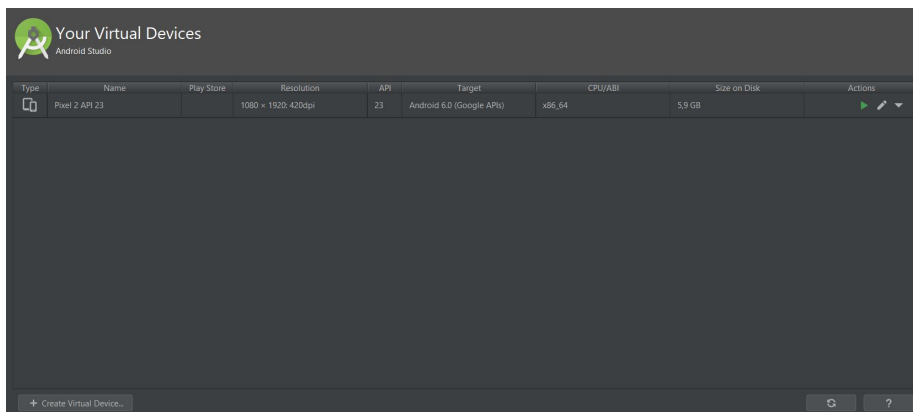 Your Virtual Devices
Android Studio
Type Name Play Store Resolution API Target CPU/ABI Size on Disk Actions
Pixel 2 API 23 1080 × 1920: 420dpi 23 Android 6.0 (Google APIs) x86_64 5,9 GB
+ Create Virtual Device... ?